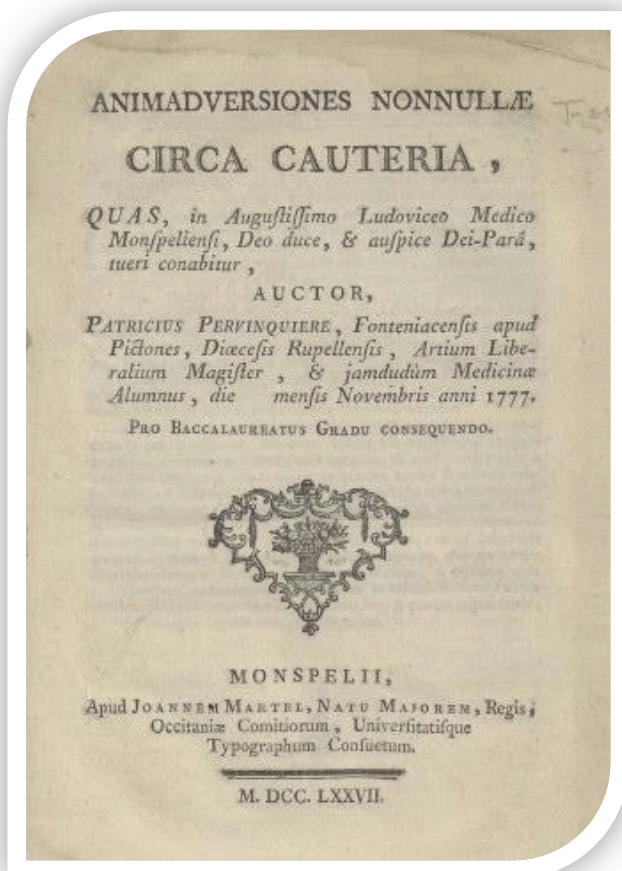 ANIMADVERSIONES NONNULLÆ
CIRCA CAUTERIA ,
QUAS, in Auguſtiſſimo Ludoviceo Medico
Monſpelienſi, Deo duce, & auſpice Dei-Parâ,
tueri conabitur ,
AUCTOR,
PATRICIUS PERVINQUIERE, Fonteniacenſis apud
Pictones, Diœceſis Rupellenſis , Artium Libe-
ralium Magiſter , & jamdudùm Medicinæ
Alumnus , die menſis Novembris anni 1777.
PRO BACCALAUREATUS GRADU CONSEQUENDO.
MONSPELII,
Apud JOANNEM MARTEL, NATU MAJOREM, Regis,
Occitaniæ Comitiorum , Univerſitatiſque
Typographum Conſuetum.
M. DCC. LXXVII.